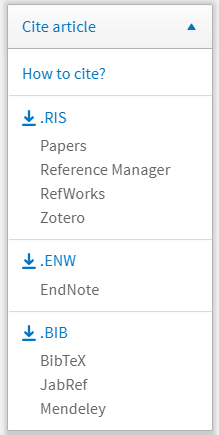 Cite article
How to cite?
.RIS
Papers
Reference Manager
RefWorks
Zotero
.ENW
EndNote
.BIB
BibTeX
JabRef
Mendeley